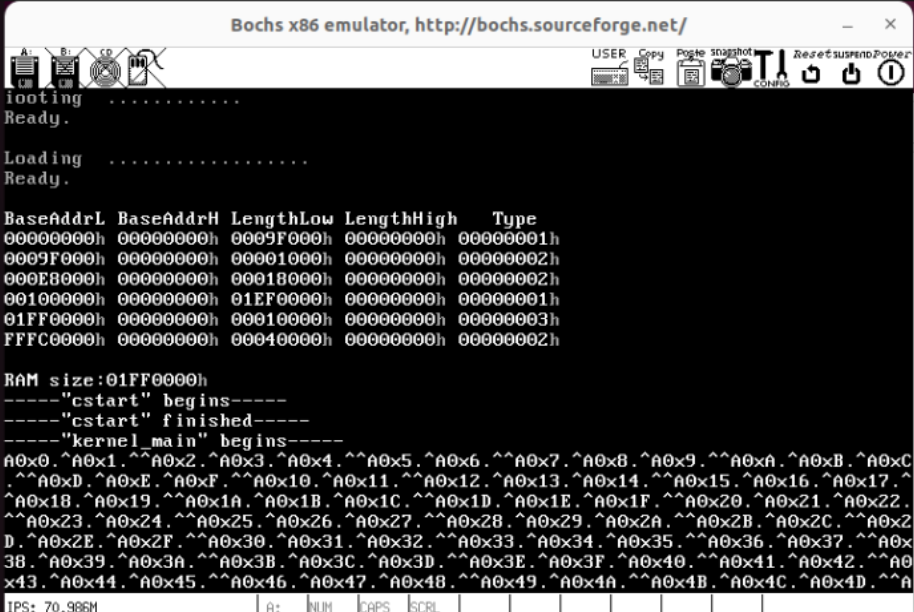 Bochs x86 emulator, http://bochs.sourceforge.net/
A: B: CD USER Copy Paste snapshot CONFIG Reset SUSPEND Power
iooting ............
Ready.
Loading ..................
Ready.
BaseAddrL BaseAddrH LengthLow LengthHigh Type
00000000h 00000000h 0009F000h 00000000h 00000001h
0009F000h 00000000h 00001000h 00000000h 00000002h
000E8000h 00000000h 00018000h 00000000h 00000002h
00100000h 00000000h 01EF0000h 00000000h 00000001h
01FF0000h 00000000h 00010000h 00000000h 00000003h
FFFC0000h 00000000h 00040000h 00000000h 00000002h
RAM size:01FF0000h
-----"cstart" begins-----
-----"cstart" finished-----
-----"kernel_main" begins-----
A0x0.^A0x1.^^A0x2.^A0x3.^A0x4.^^A0x5.^A0x6.^^A0x7.^A0x8.^A0x9.^^A0xA.^A0xB.^A0xC
.^^A0xD.^A0xE.^A0xF.^^A0x10.^A0x11.^^A0x12.^A0x13.^A0x14.^^A0x15.^A0x16.^A0x17.^
^A0x18.^A0x19.^^A0x1A.^A0x1B.^A0x1C.^^A0x1D.^A0x1E.^A0x1F.^^A0x20.^A0x21.^A0x22.
^^A0x23.^A0x24.^^A0x25.^A0x26.^A0x27.^^A0x28.^A0x29.^A0x2A.^^A0x2B.^A0x2C.^^A0x2
D.^A0x2E.^A0x2F.^^A0x30.^A0x31.^A0x32.^^A0x33.^A0x34.^A0x35.^^A0x36.^A0x37.^^A0x
38.^A0x39.^A0x3A.^^A0x3B.^A0x3C.^A0x3D.^^A0x3E.^A0x3F.^A0x40.^^A0x41.^A0x42.^^A0
x43.^A0x44.^A0x45.^^A0x46.^A0x47.^A0x48.^^A0x49.^A0x4A.^^A0x4B.^A0x4C.^A0x4D.^^A
IPS: 70.986M A: NUM CAPS SCRL